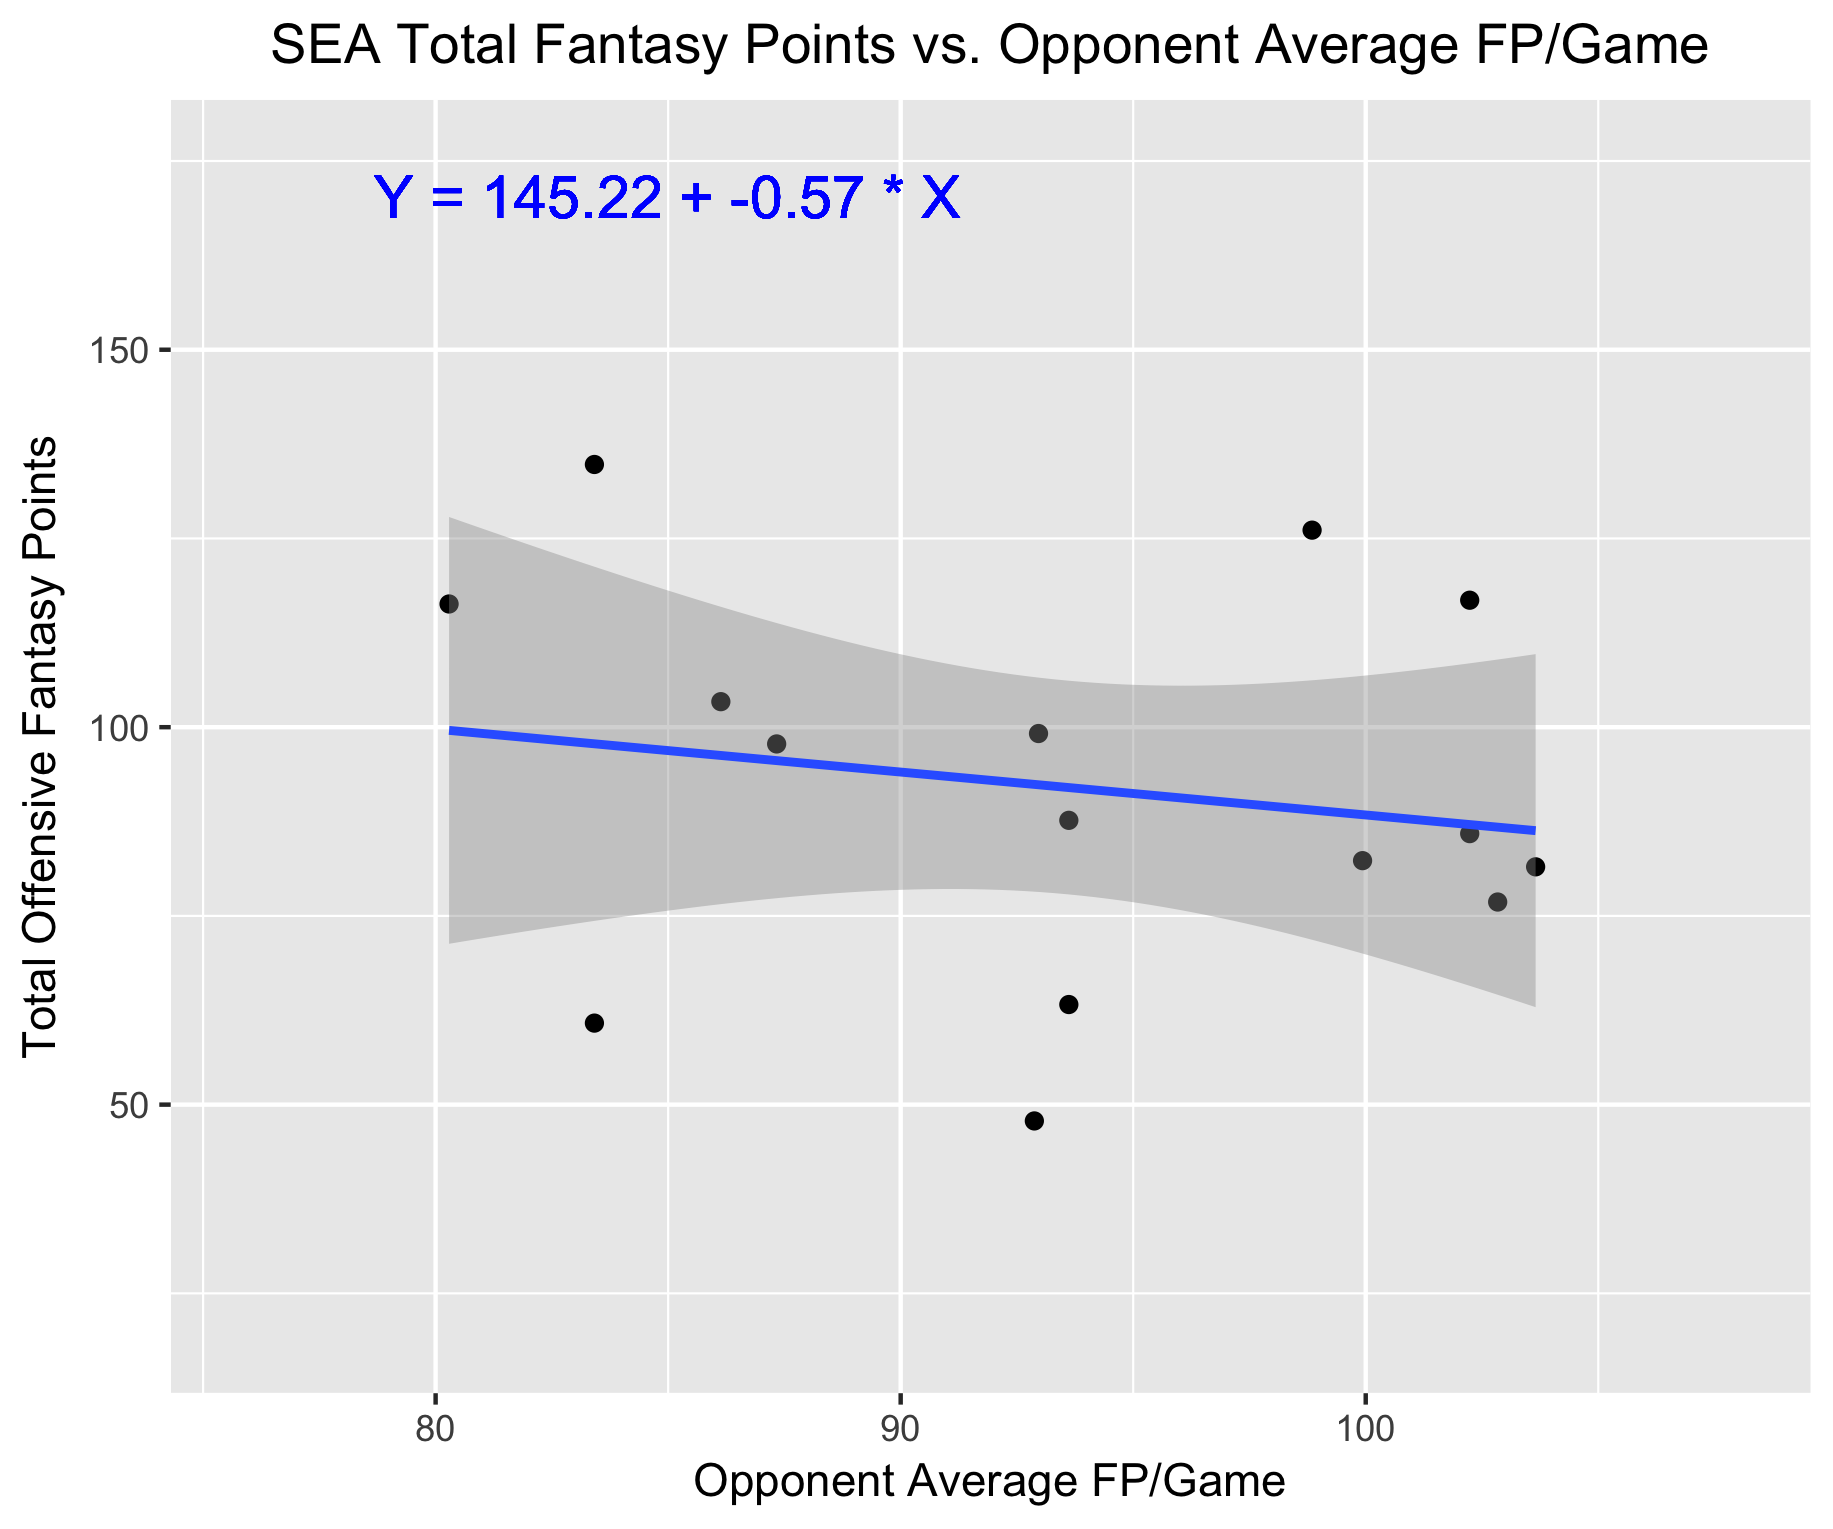 SEA Total Fantasy Points vs. Opponent Average FP/Game
Y = 145.22 + -0.57 * X
Total Offensive Fantasy Points
150
100
50
80
90
100
Opponent Average FP/Game